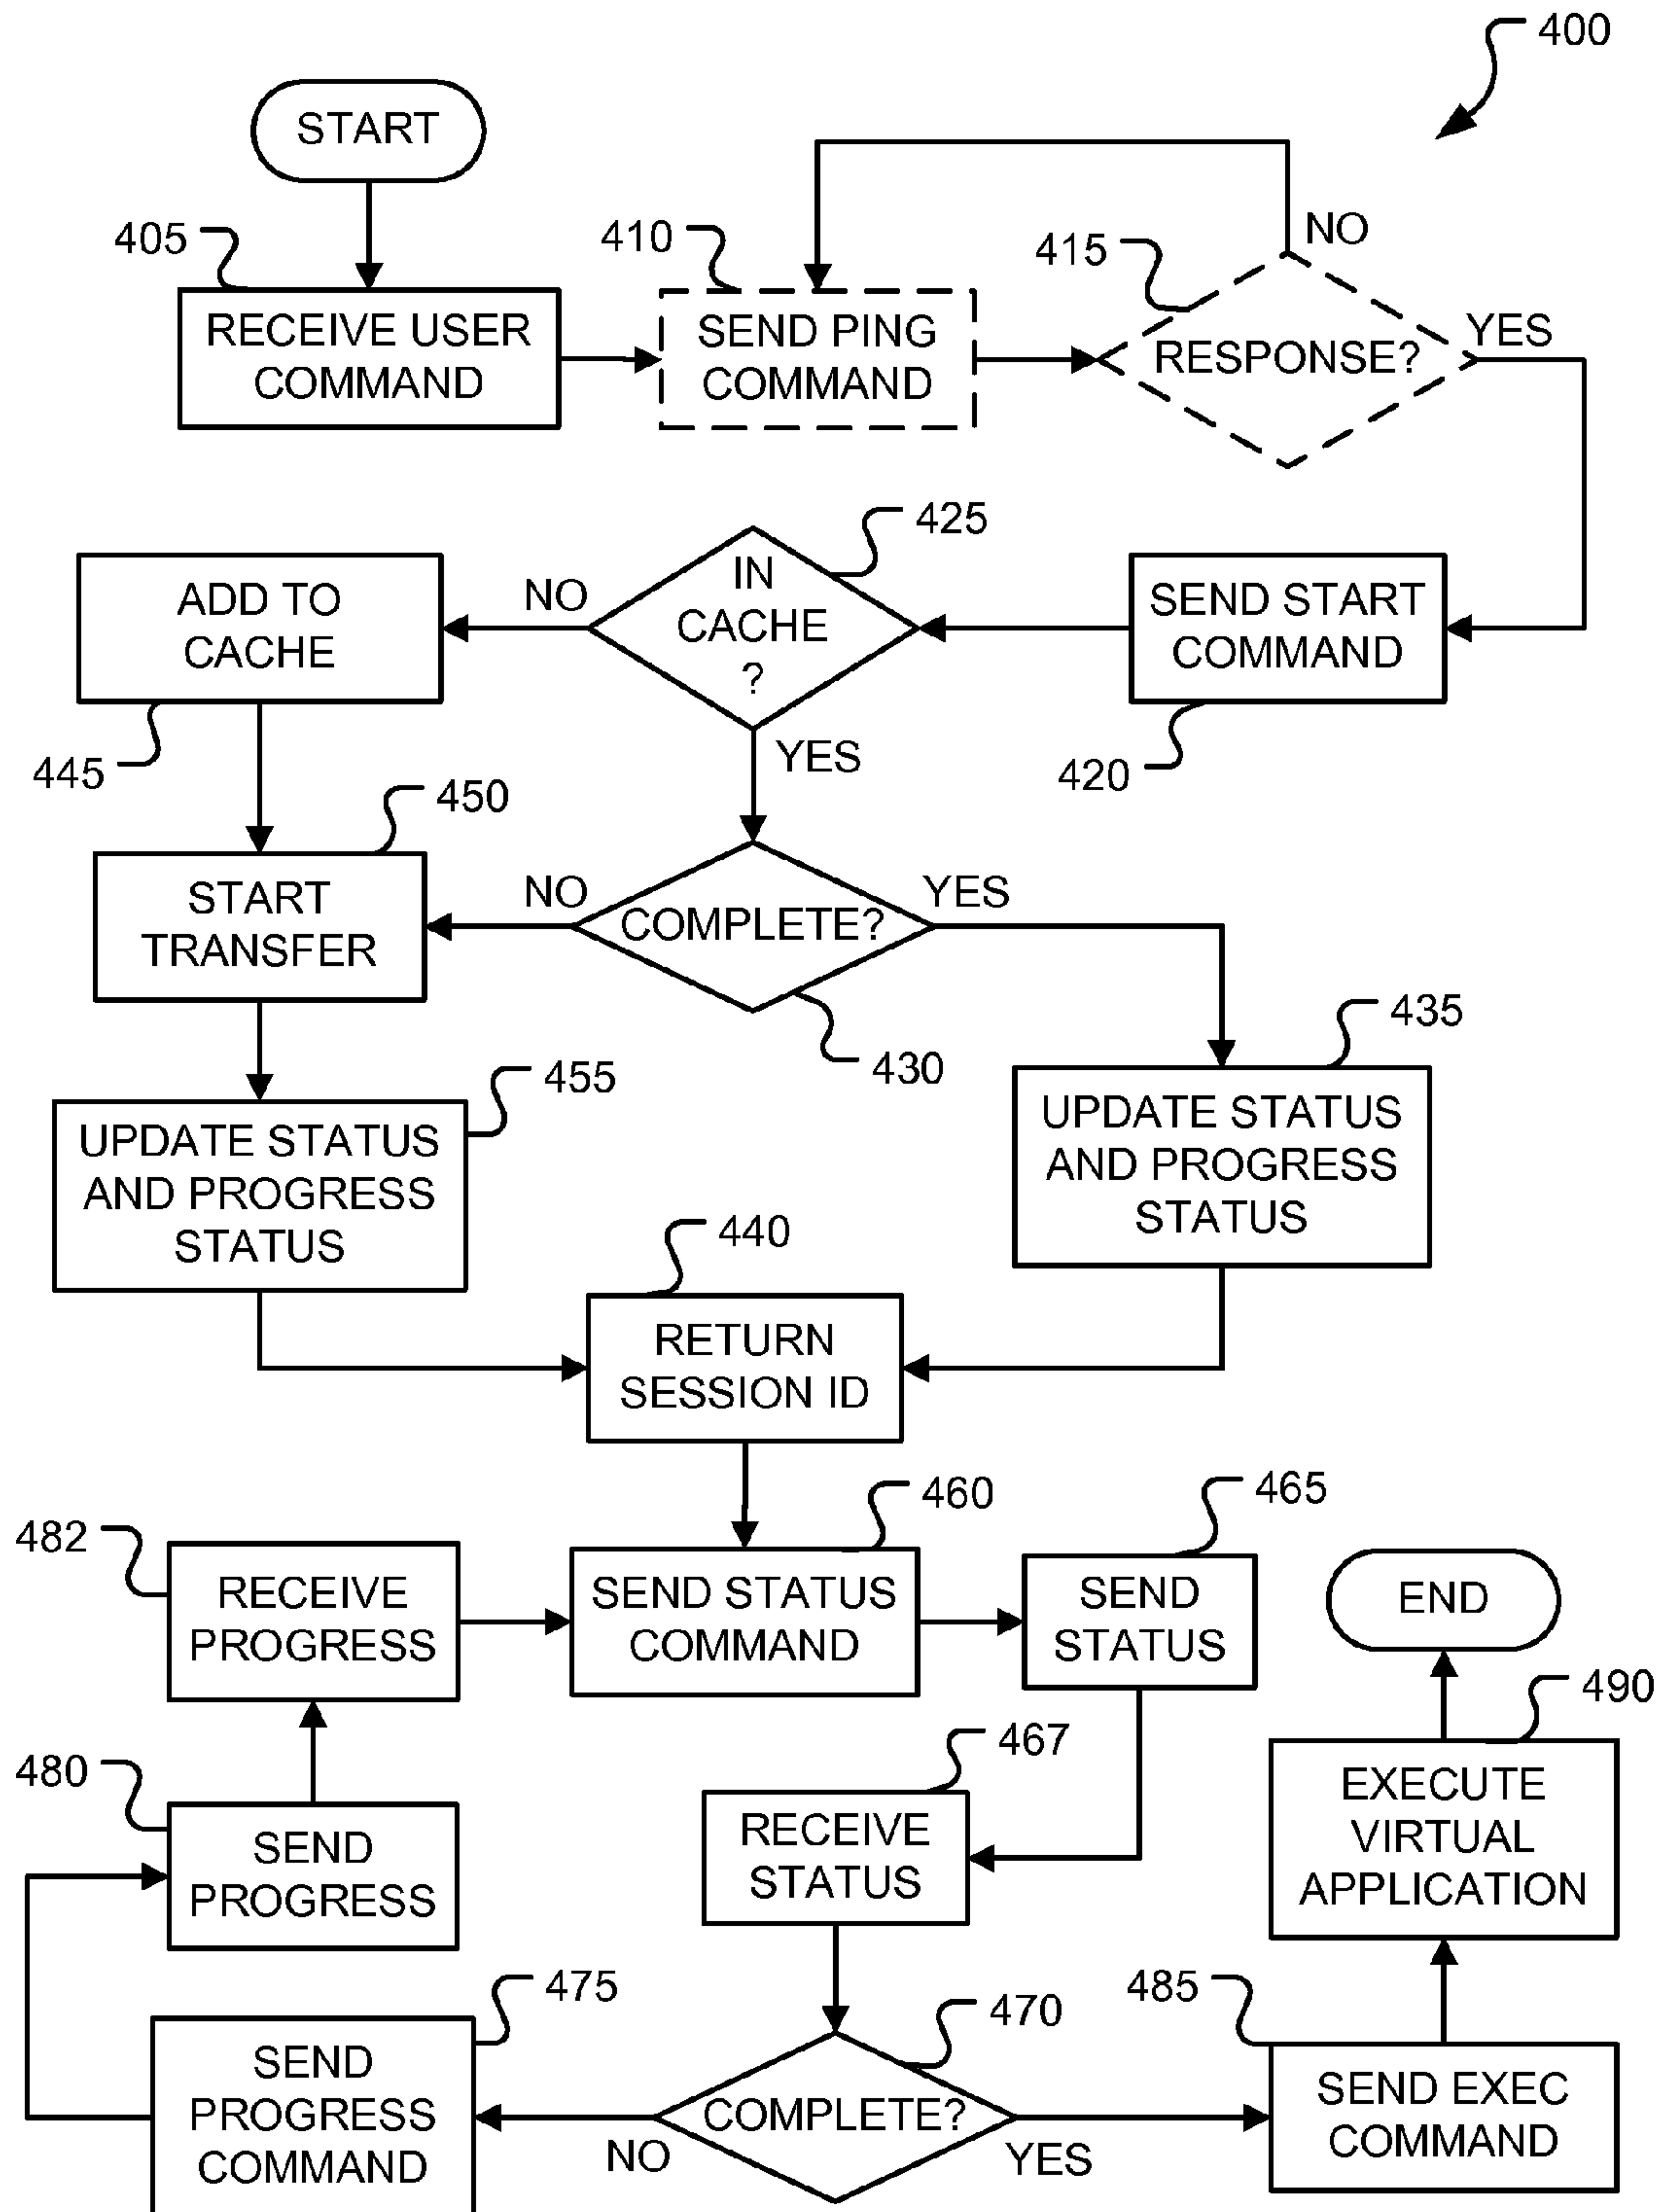 400
START
405
RECEIVE USER
COMMAND
410
SEND PING
COMMAND
415
RESPONSE?
NO
YES
ADD TO
CACHE
445
NO
425
IN
CACHE
?
YES
SEND START
COMMAND
420
450
START
TRANSFER
NO
COMPLETE?
YES
430
455
UPDATE STATUS
AND PROGRESS
STATUS
435
UPDATE STATUS
AND PROGRESS
STATUS
440
RETURN
SESSION ID
482
RECEIVE
PROGRESS
460
SEND STATUS
COMMAND
465
SEND
STATUS
END
490
EXECUTE
VIRTUAL
APPLICATION
467
RECEIVE
STATUS
480
SEND
PROGRESS
475
SEND
PROGRESS
COMMAND
470
COMPLETE?
NO
YES
485
SEND EXEC
COMMAND